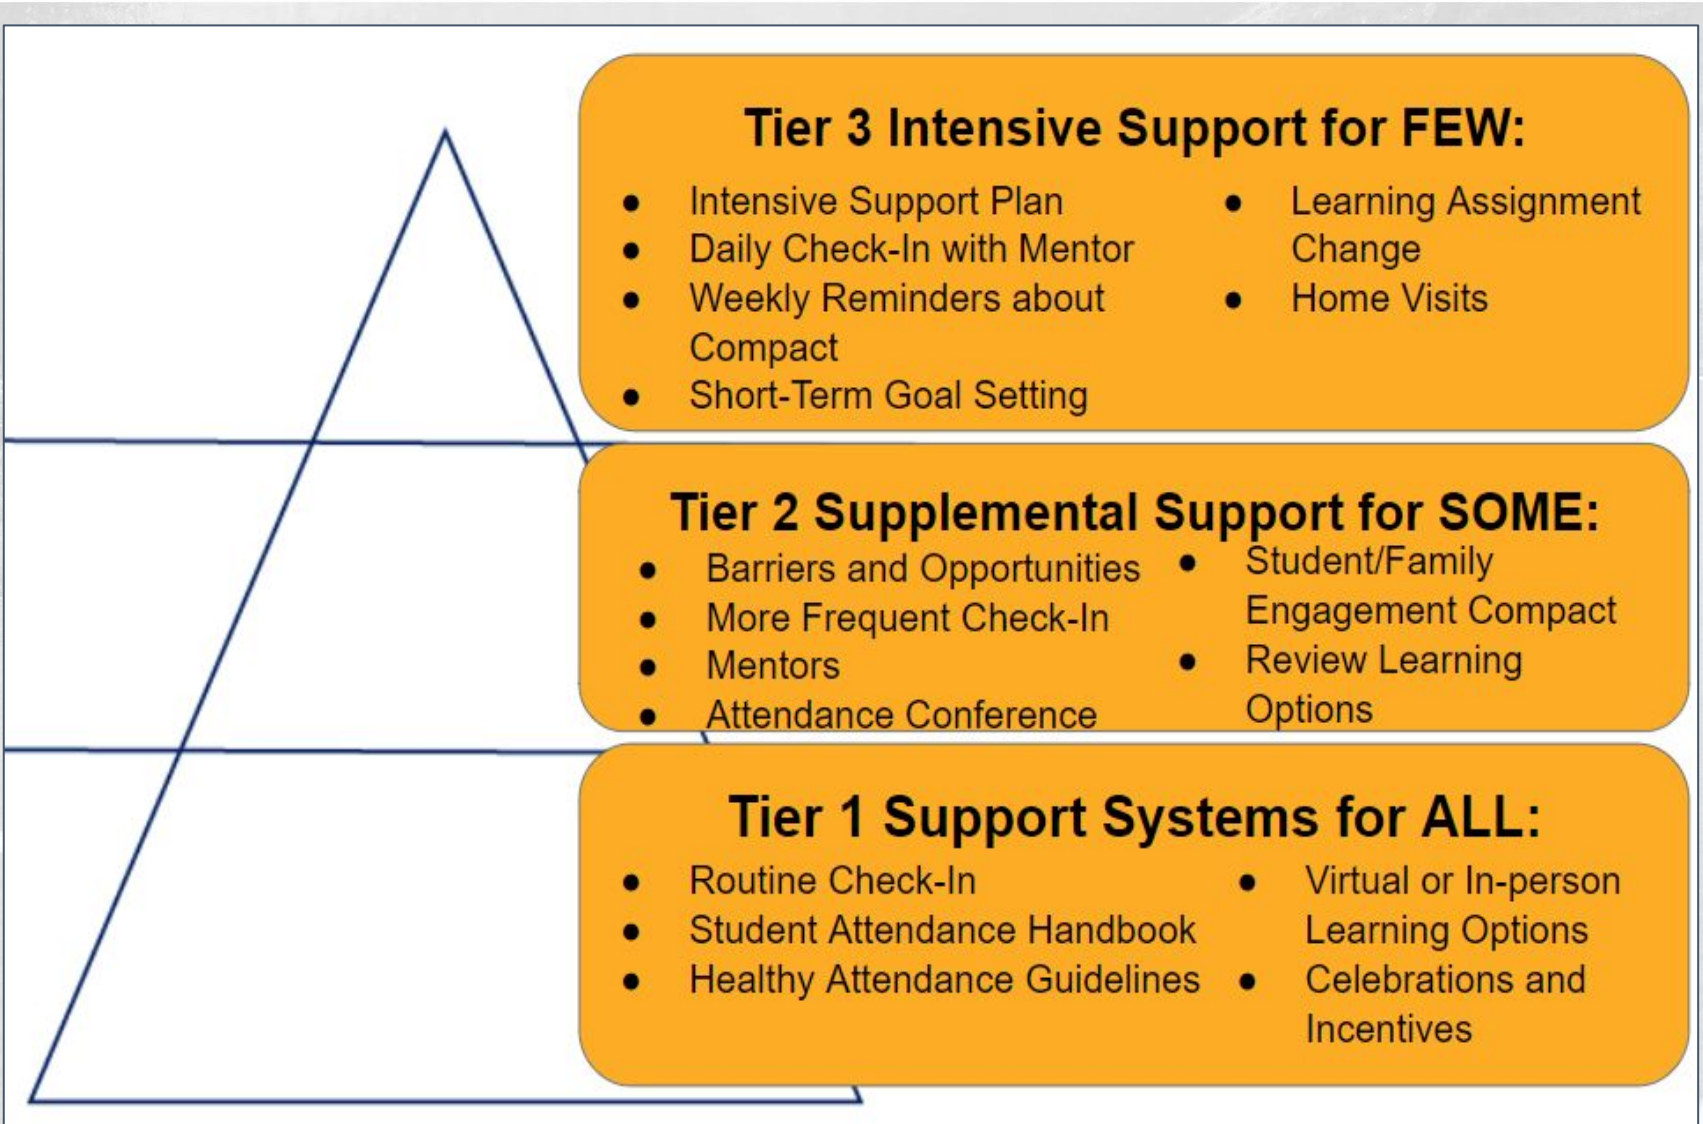 Tier 3 Intensive Support for FEW:
● Intensive Support Plan
● Daily Check-In with Mentor
● Weekly Reminders about
Compact
● Short-Term Goal Setting
● Learning Assignment
Change
● Home Visits
Tier 2 Supplemental Support for SOME:
● Barriers and Opportunities
● More Frequent Check-In
● Mentors
● Attendance Conference
● Student/Family
Engagement Compact
● Review Learning
Options
Tier 1 Support Systems for ALL:
● Routine Check-In
● Student Attendance Handbook
● Healthy Attendance Guidelines
● Virtual or In-person
Learning Options
● Celebrations and
Incentives